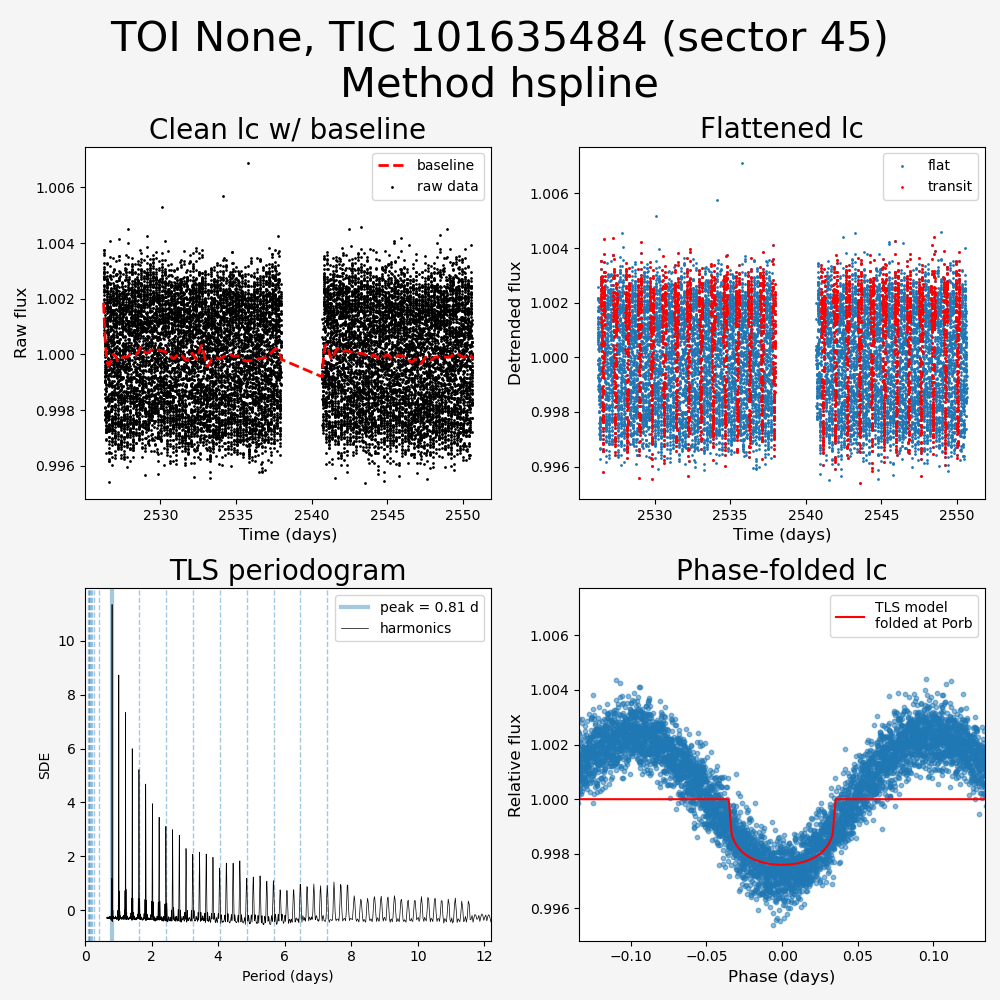 TOI None, TIC 101635484 (sector 45)
Method hspline
Clean lc w/ baseline
Flattened lc
baseline
raw data
flat
transit
1.006
1.004
1.002
1.000
0.998
0.996
Raw flux
2530
2535
2540
2545
2550
Time (days)
1.006
1.004
1.002
1.000
0.998
0.996
Detrended flux
2530
2535
2540
2545
2550
Time (days)
TLS periodogram
Phase-folded lc
peak = 0.81 d
harmonics
TLS model
folded at Porb
10
8
6
4
2
0
SDE
0
2
4
6
8
10
12
Period (days)
1.006
1.004
1.002
1.000
0.998
0.996
Relative flux
−0.10
−0.05
0.00
0.05
0.10
Phase (days)